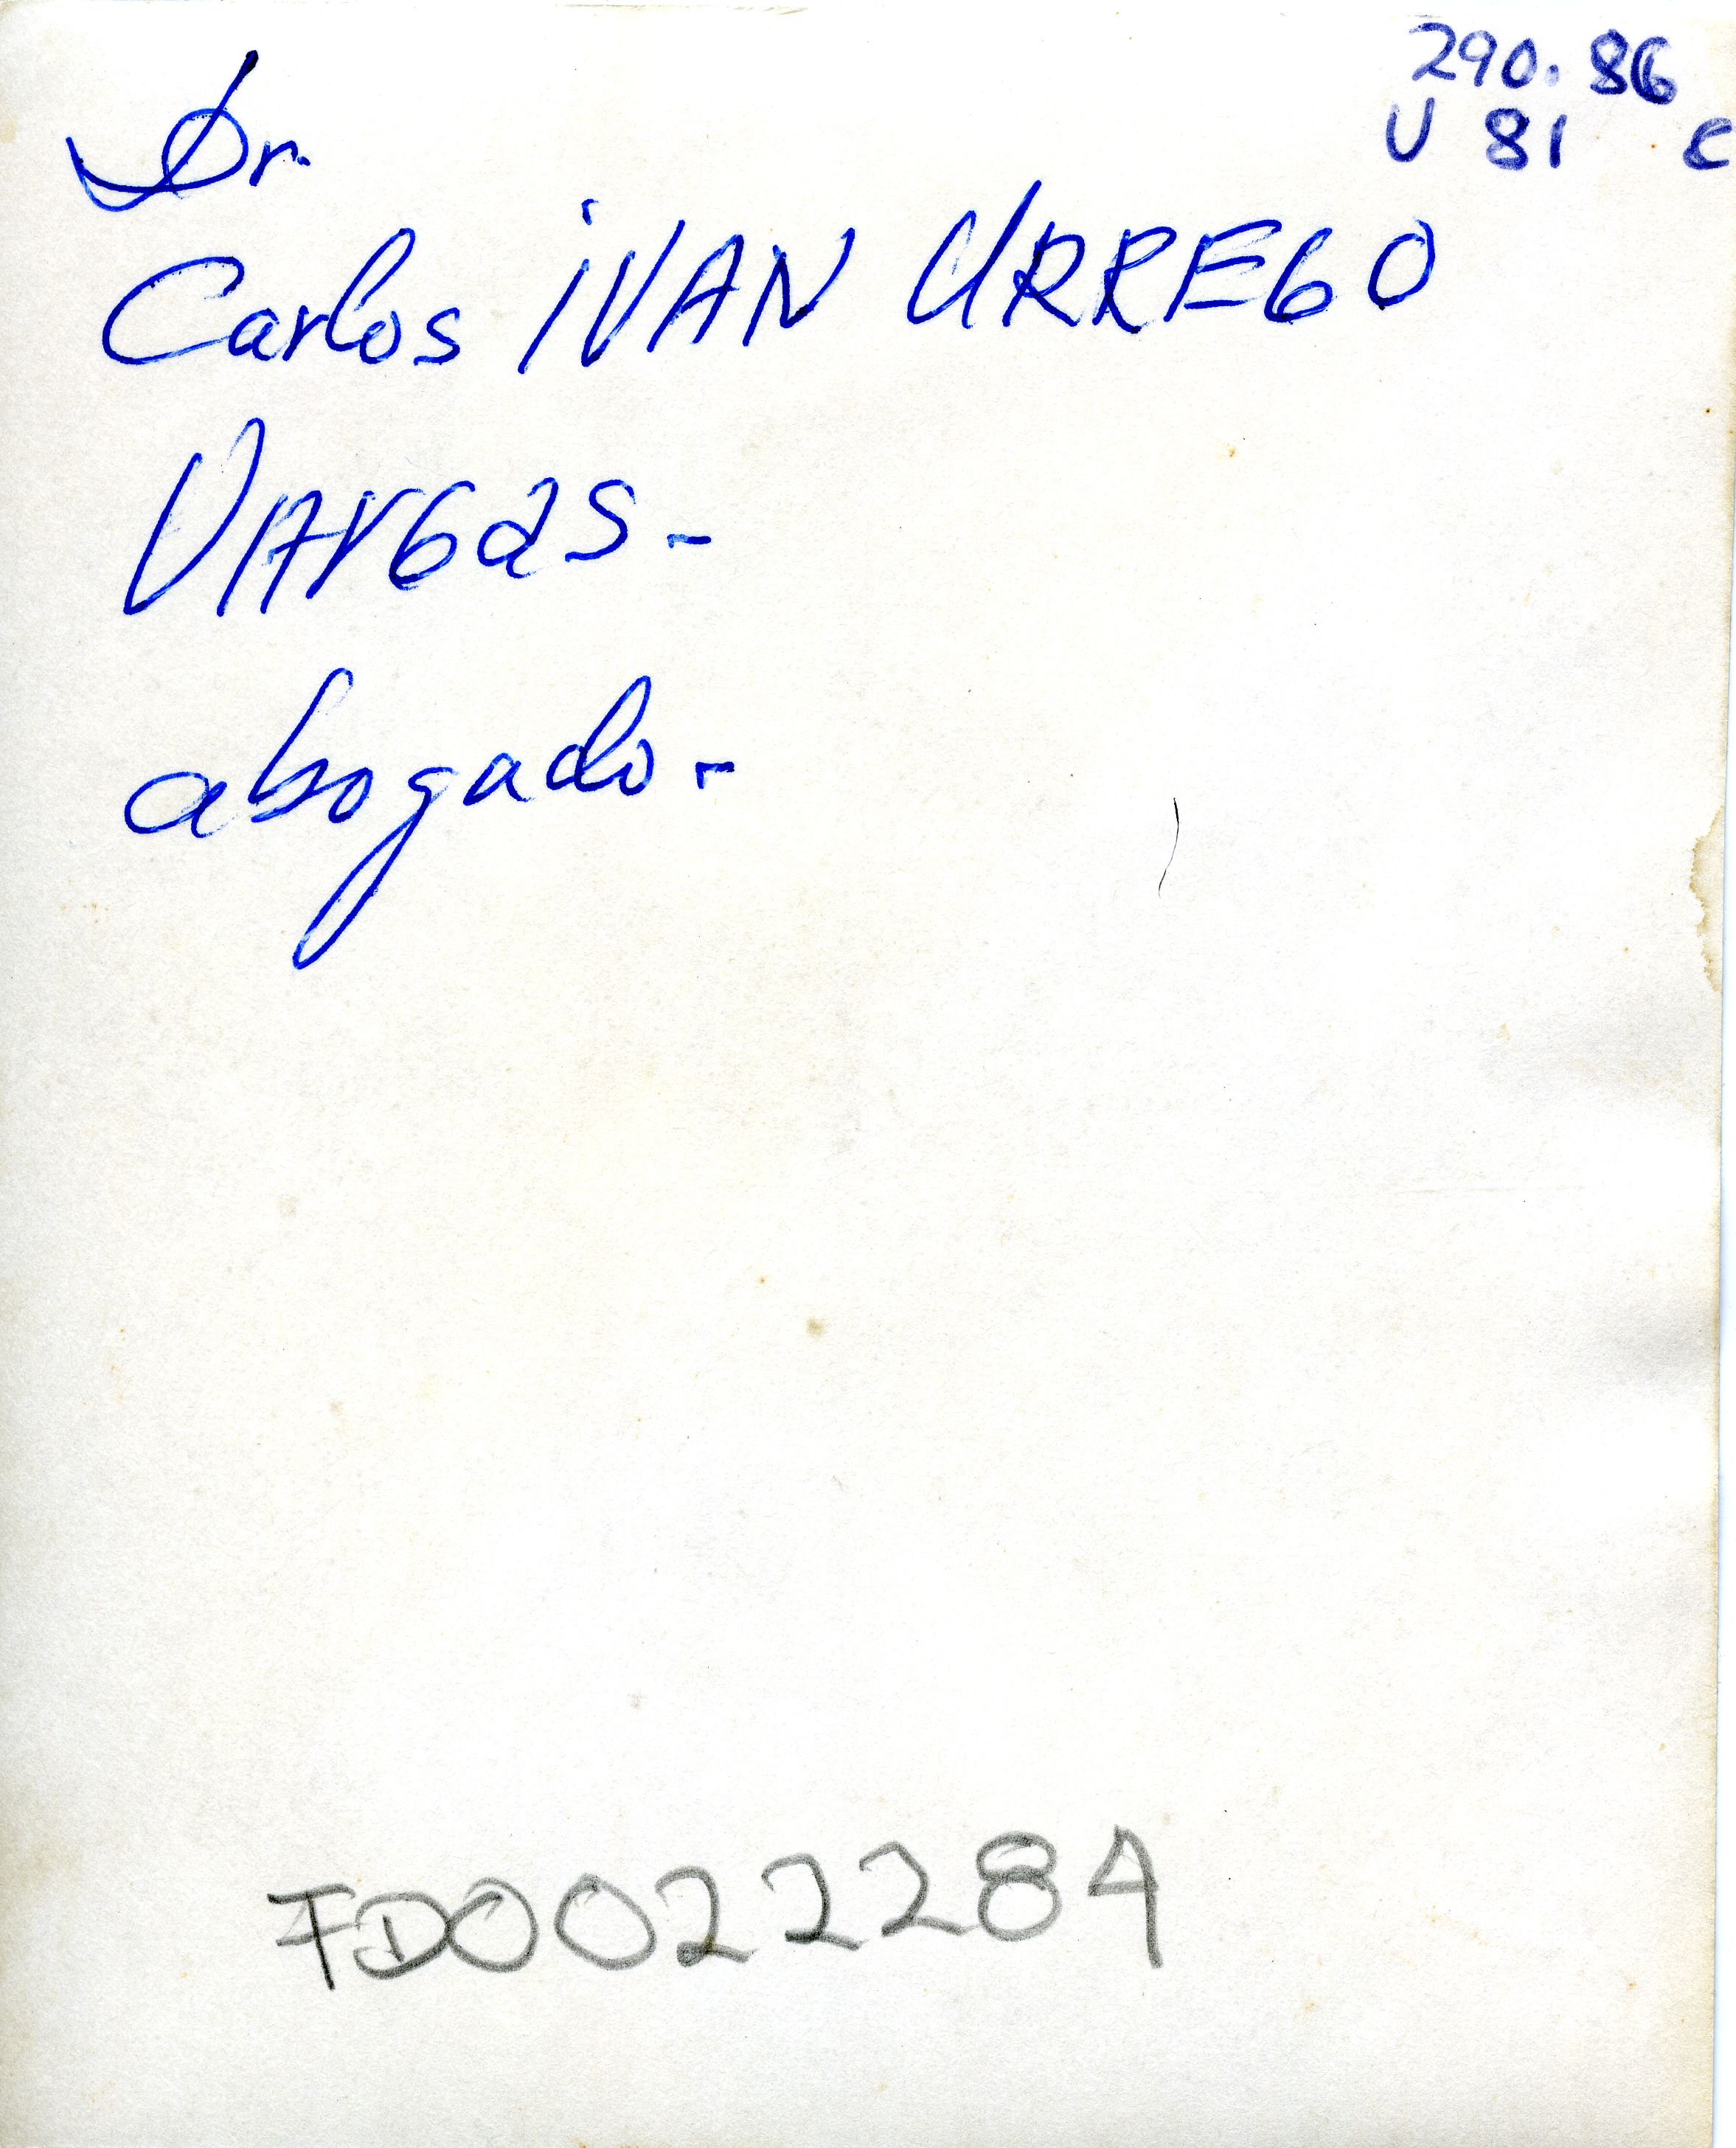 290.86
U 81 c
Dr.
Carlos IVAN URREGO
VArgas-
abogado-
FD0022284